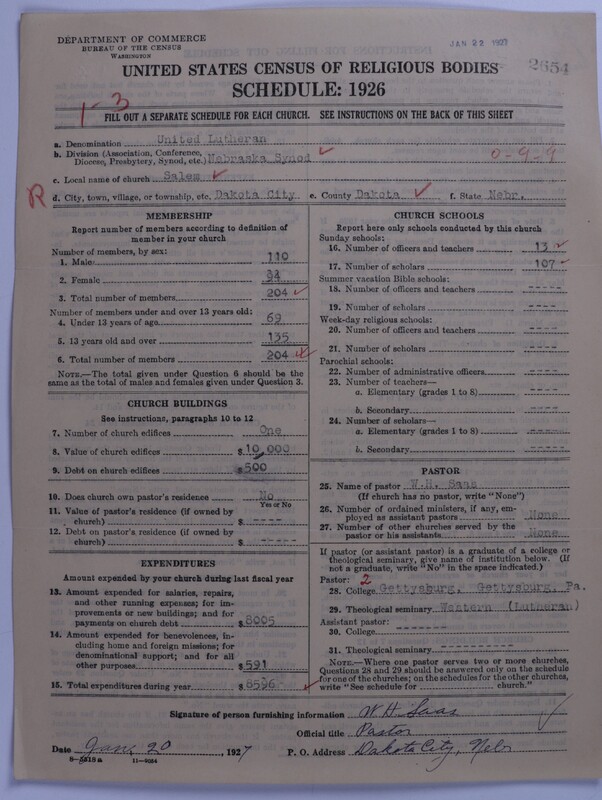 DEPARTMENT OF COMMERCE
BUREAU OF THE CENSUS
WASHINGTON
JAN 22 1927
2654
UNITED STATES CENSUS OF RELIGIOUS BODIES
SCHEDULE: 1926
1-3
FILL OUT A SEPARATE SCHEDULE FOR EACH CHURCH. SEE INSTRUCTIONS ON THE BACK OF THIS SHEET
a. Denomination United Lutheran
b. Division (Association, Conference, Diocese, Presbytery, Synod, etc.) Nebraska Synod
0-9-9
c. Local name of church Salem
R
d. City, town, village, or township, etc. Dakota City e. County Dakota f. State Nebr.
MEMBERSHIP
Report number of members according to definition of
member in your church
Number of members, by sex:
1. Male 110
2. Female 94
3. Total number of members 204
Number of members under and over 13 years old:
4. Under 13 years of age 69
5. 13 years old and over 135
6. Total number of members 204
NOTE.—The total given under Question 6 should be
same as the total of males and females given under Question 3.
CHURCH BUILDINGS
See instructions, paragraphs 10 to 12
7. Number of church edifices One
8. Value of church edifices $10,000
9. Debt on church edifices $500
10. Does church own pastor's residence No
Yes or No
11. Value of pastor's residence (if owned by
church) $ ----
12. Debt on pastor's residence (if owned by
church) $ -----
EXPENDITURES
Amount expended by your church during last fiscal year
13. Amount expended for salaries, repairs,
and other running expenses; for im-
provements or new buildings; and for
payments on church debt $
14. Amount expended for benevolences, in-
cluding home and foreign missions; for
denominational support; and for all
other purposes $591
15. Total expenditures during year $
CHURCH SCHOOLS
Report here only schools conducted by this church
Sunday schools:
16. Number of officers and teachers 13
17. Number of scholars 107
Summer vacation Bible schools:
18. Number of officers and teachers ----
19. Number of scholars ----
Week-day religious schools:
20. Number of officers and teachers ----
21. Number of scholars ----
Parochial schools:
22. Number of administrative officers ----
23. Number of teachers—
a. Elementary (grades 1 to 8) ----
b. Secondary ----
24. Number of scholars—
a. Elementary (grades 1 to 8) ----
b. Secondary -----
PASTOR
25. Name of pastor W.H. Saas
(If church has no pastor, write "None")
26. Number of ordained ministers, if any, em-
ployed as assistant pastors None
27. Number of other churches served by the
pastor or his assistants None
If pastor (or assistant pastor) is a graduate of a college or
theological seminary, give name of institution below. (If
not a graduate, write "No" in the space indicated.)
Pastor: 2
28. College Gettysburg, Gettysburg, Pa.
29. Theological seminary Western (Lutheran)
Assistant pastor:
30. College -------
31. Theological seminary ----------
NOTE.—Where one pastor serves two or more churches,
Questions 28 and 29 should be answered only on the schedule
for one of the churches; on the schedules for the other churches,
write "See schedule for church."
Signature of person furnishing information W.H. Saas
Official title Pastor
Date Jan. 20, 1927 P. O. Address Dakota City, Nebr
11-9084